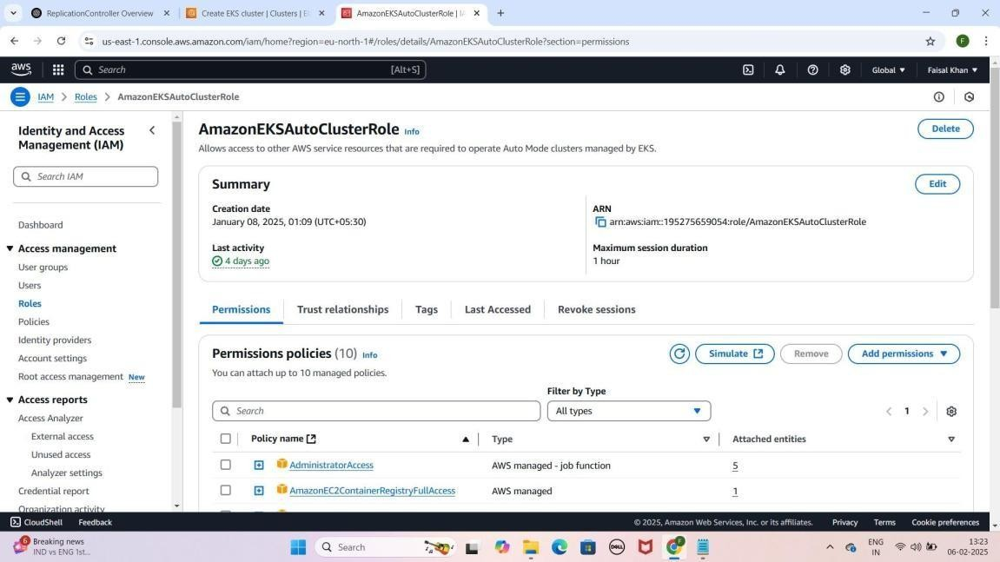 ReplicationController Overview
Create EKS cluster | Clusters | E
AmazonEKSAutoClusterRole | IA
us-east-1.console.aws.amazon.com/iam/home?region=eu-north-1#/roles/details/AmazonEKSAutoClusterRole?section=permissions
F
aws
Search [Alt+S]
Global
Faisal Khan
IAM > Roles > AmazonEKSAutoClusterRole
Identity and Access
Management (IAM)
Search IAM
Dashboard
Access management
User groups
Users
Roles
Policies
Identity providers
Account settings
Root access management New
Access reports
Access Analyzer
External access
Unused access
Analyzer settings
Credential report
Organization activity
AmazonEKSAutoClusterRole Info
Delete
Allows access to other AWS service resources that are required to operate Auto Mode clusters managed by EKS.
Summary
Edit
Creation date
January 08, 2025, 01:09 (UTC+05:30)
ARN
arn:aws:iam::195275659054:role/AmazonEKSAutoClusterRole
Last activity
4 days ago
Maximum session duration
1 hour
Permissions Trust relationships Tags Last Accessed Revoke sessions
Permissions policies (10) Info
Simulate Remove Add permissions
You can attach up to 10 managed policies.
Filter by Type
Search
All types
1
Policy name Type Attached entities
AdministratorAccess AWS managed - job function 5
AmazonEC2ContainerRegistryFullAccess AWS managed 1
CloudShell Feedback © 2025, Amazon Web Services, Inc. or its affiliates. Privacy Terms Cookie preferences
6
Breaking news
IND vs ENG 1st...
Search
DELL
F
ENG
IN
13:23
06-02-2025